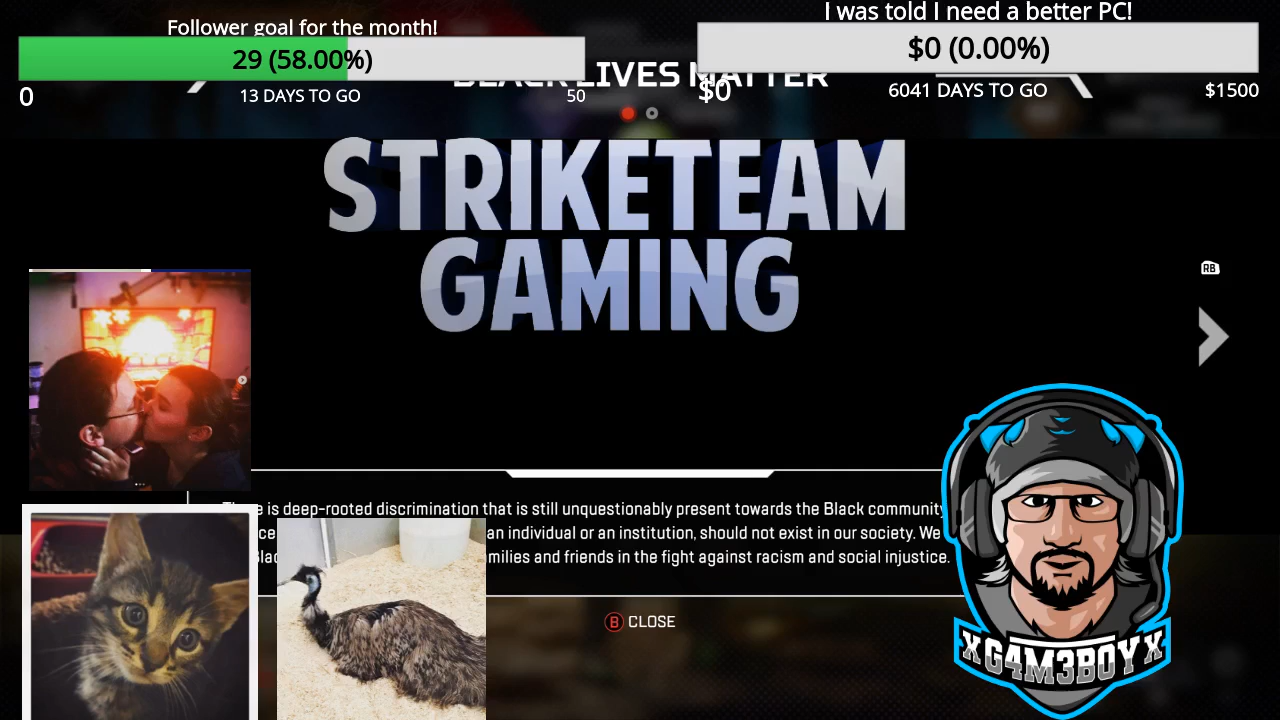 Follower goal for the month!
29 (58.00%)
0
13 DAYS TO GO
50
I was told I need a better PC!
$0 (0.00%)
$0
6041 DAYS TO GO
$1500
BLACK LIVES MATTER
STRIKETEAM
GAMING
RB
is deep-rooted discrimination that is still unquestionably present towards the Black community
an individual or an institution, should not exist in our society. We
and friends in the fight against racism and social injustice.
B CLOSE
XG4M3BOYX